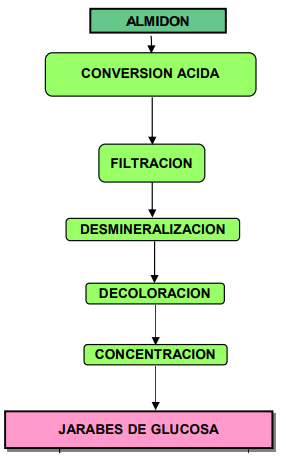 ALMIDON
CONVERSION ACIDA
FILTRACION
DESMINERALIZACION
DECOLORACION
CONCENTRACION
JARABES DE GLUCOSA